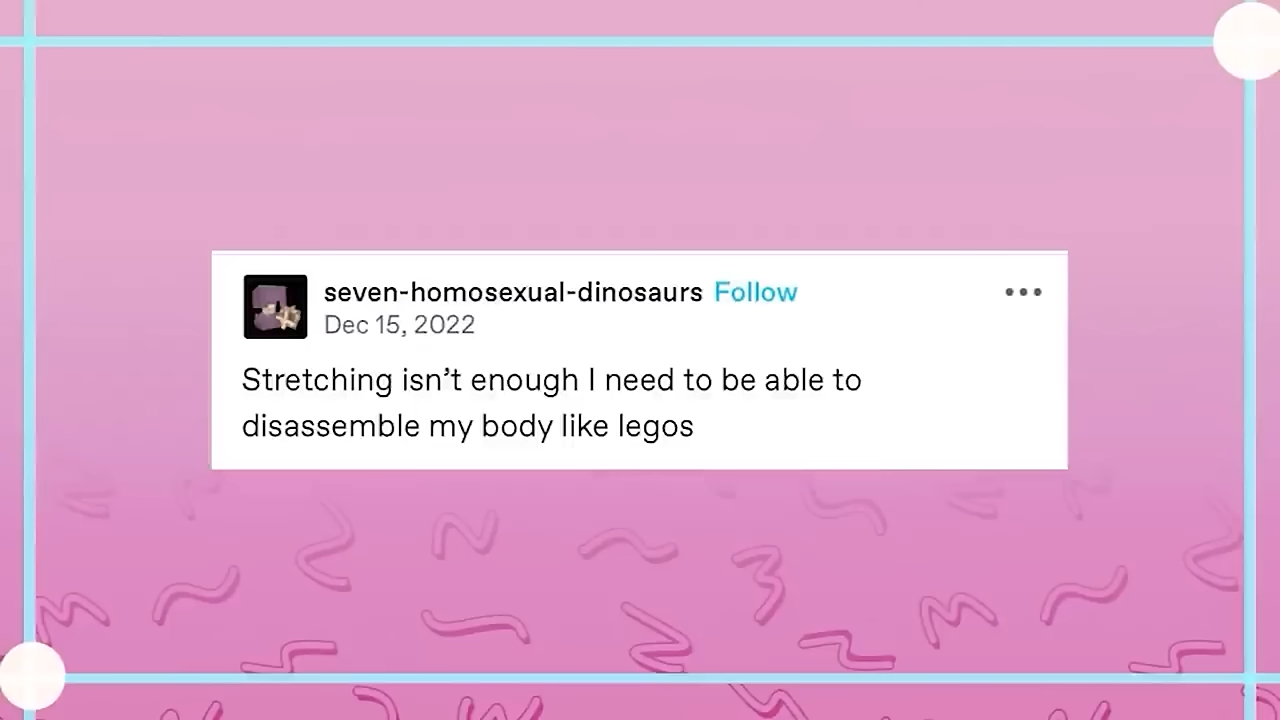 seven-homosexual-dinosaurs Follow
Dec 15, 2022
Stretching isn’t enough I need to be able to
disassemble my body like legos